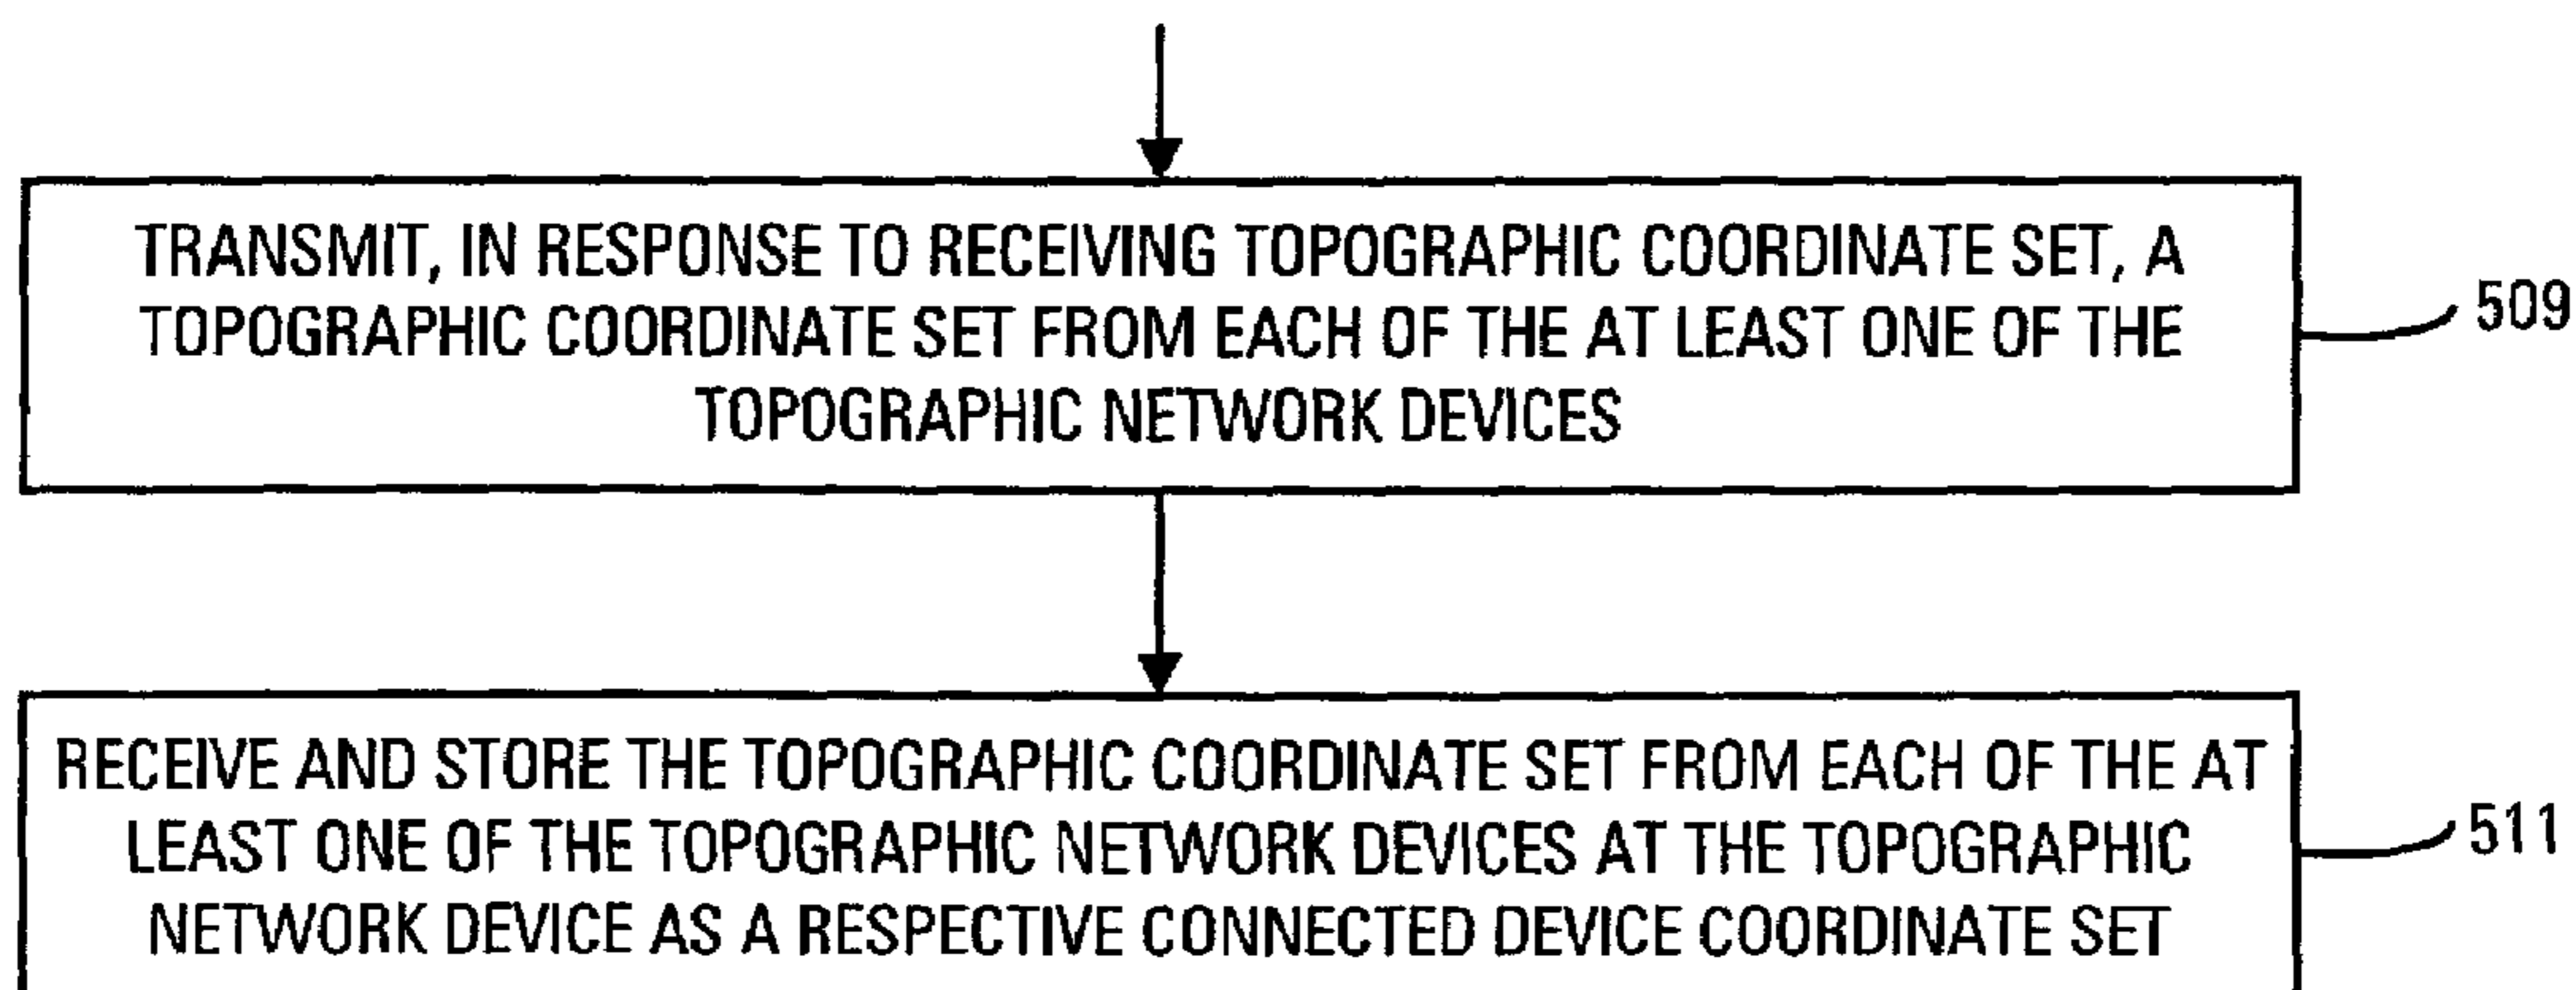 TRANSMIT, IN RESPONSE TO RECEIVING TOPOGRAPHIC COORDINATE SET, A
TOPOGRAPHIC COORDINATE SET FROM EACH OF THE AT LEAST ONE OF THE
TOPOGRAPHIC NETWORK DEVICES
509
RECEIVE AND STORE THE TOPOGRAPHIC COORDINATE SET FROM EACH OF THE AT
LEAST ONE OF THE TOPOGRAPHIC NETWORK DEVICES AT THE TOPOGRAPHIC
NETWORK DEVICE AS A RESPECTIVE CONNECTED DEVICE COORDINATE SET
511